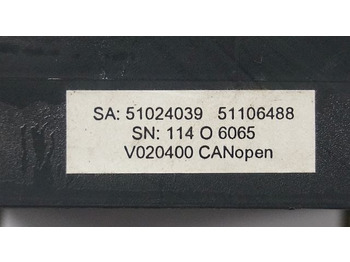 SA: 51024039 51106488
SN: 114 O 6065
V020400 CANopen